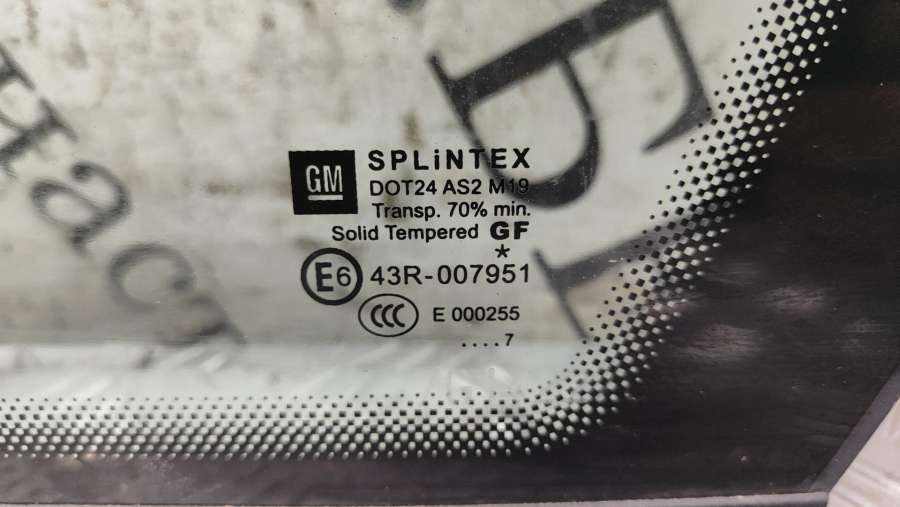 GM SPLiNTEX
DOT24 AS2 M19
Transp. 70% min.
Solid Tempered GF
*
E6 43R-007951
CCC E 000255
....7